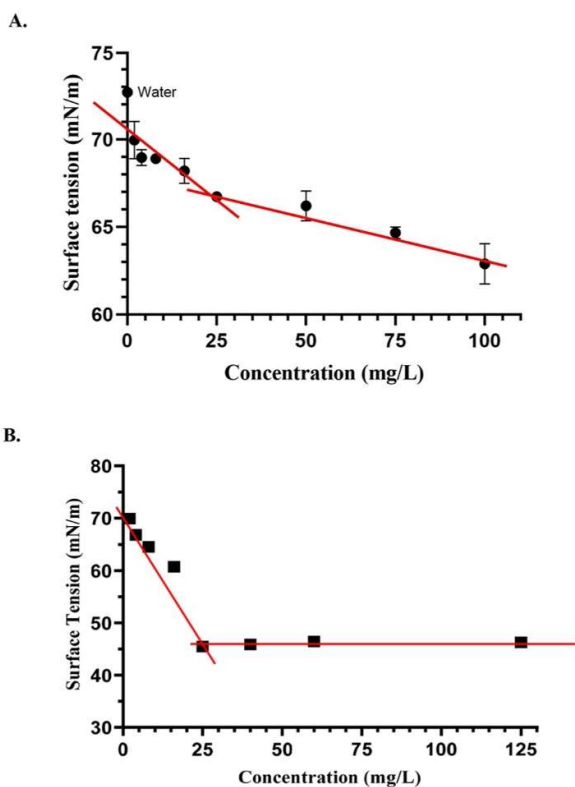 A.
75
Water
70
65
60
Surface tension (mN/m)
0 25 50 75 100
Concentration (mg/L)
B.
80
70
60
50
40
30
Surface Tension (mN/m)
0 25 50 75 100 125
Concentration (mg/L)